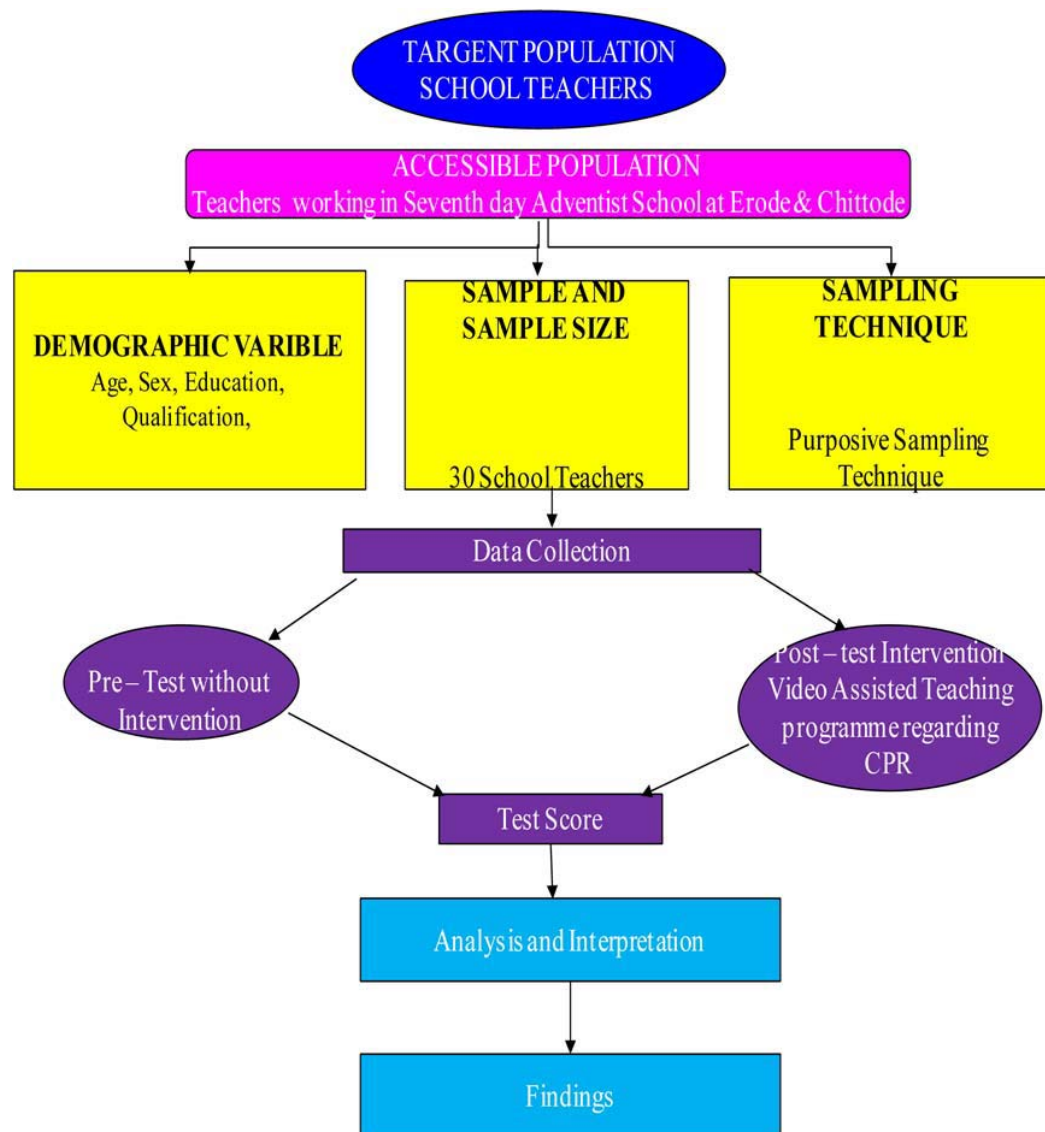 TARGENT POPULATION
SCHOOL TEACHERS
ACCESSIBLE POPULATION
Teachers working in Seventh day Adventist School at Erode & Chittode
DEMOGRAPHIC VARIBLE
Age, Sex, Education,
Qualification,
SAMPLE AND
SAMPLE SIZE
30 School Teachers
SAMPLING
TECHNIQUE
Purposive Sampling
Technique
Data Collection
Pre – Test without
Intervention
Post – test Intervention
Video Assisted Teaching
programme regarding
CPR
Test Score
Analysis and Interpretation
Findings